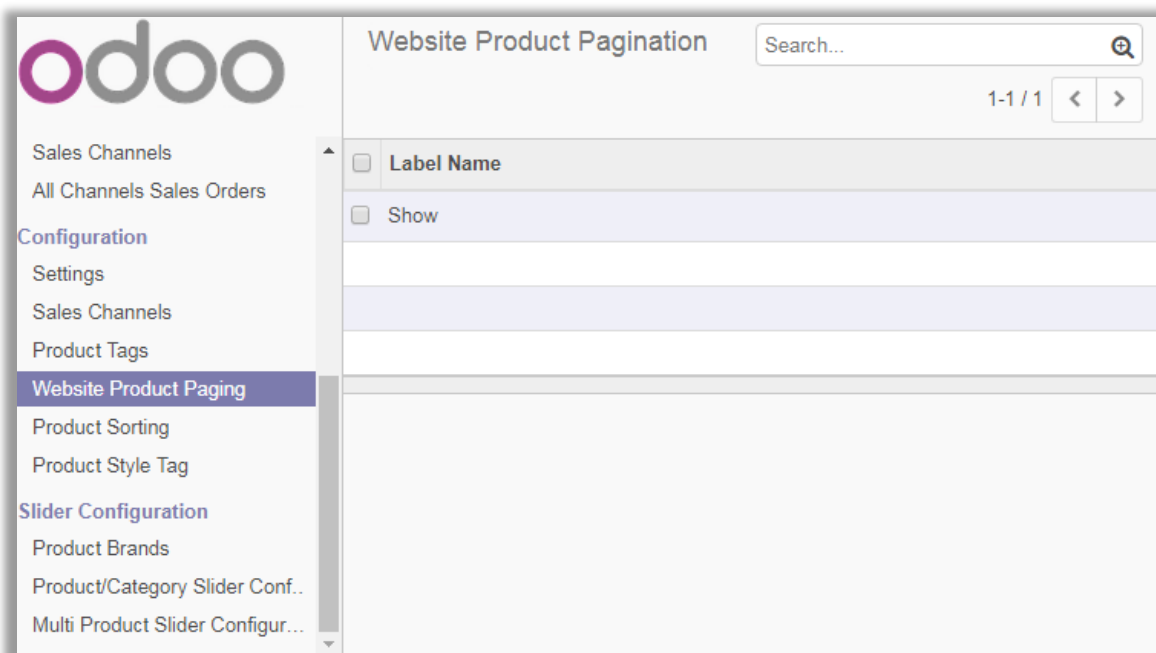 odoo
Sales Channels
All Channels Sales Orders
Configuration
Settings
Sales Channels
Product Tags
Website Product Paging
Product Sorting
Product Style Tag
Slider Configuration
Product Brands
Product/Category Slider Conf..
Multi Product Slider Configur...
Website Product Pagination
Search...
1-1 / 1
Label Name
Show